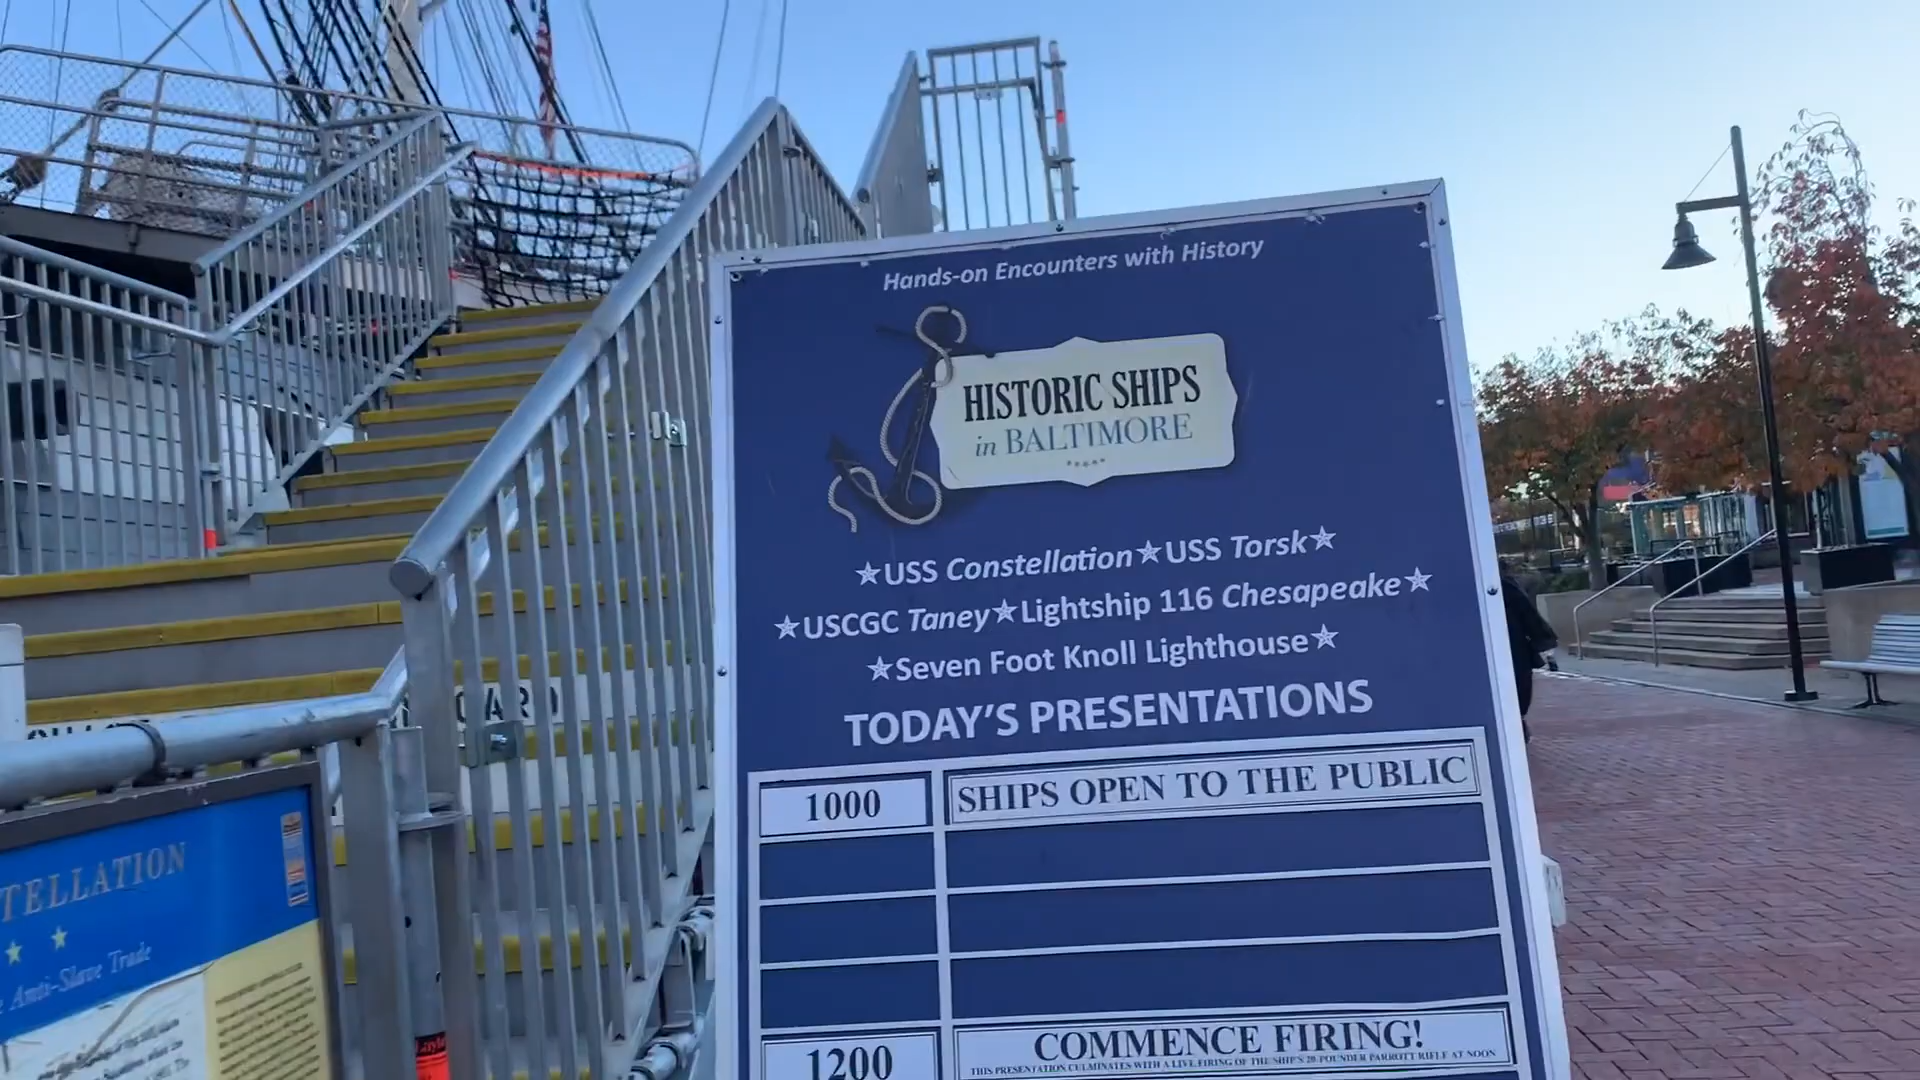 Hands-on Encounters with History
HISTORIC SHIPS
in BALTIMORE
★USS Constellation★USS Torsk★
★USCGC Taney★Lightship 116 Chesapeake★
★Seven Foot Knoll Lighthouse★
TODAY'S PRESENTATIONS
1000 SHIPS OPEN TO THE PUBLIC
1200 COMMENCE FIRING!
THIS PRESENTATION CULMINATES WITH A LIVE FIRING OF THE SHIP'S 20-POUNDER PARROTT RIFLE AT NOON
TELLATION
Anti-Slave Trade